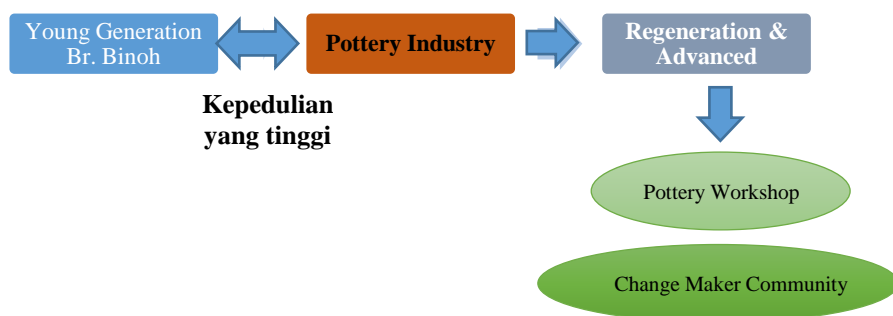 Young Generation
Br. Binoh
Pottery Industry
Regeneration &
Advanced
Kepedulian
yang tinggi
Pottery Workshop
Change Maker Community